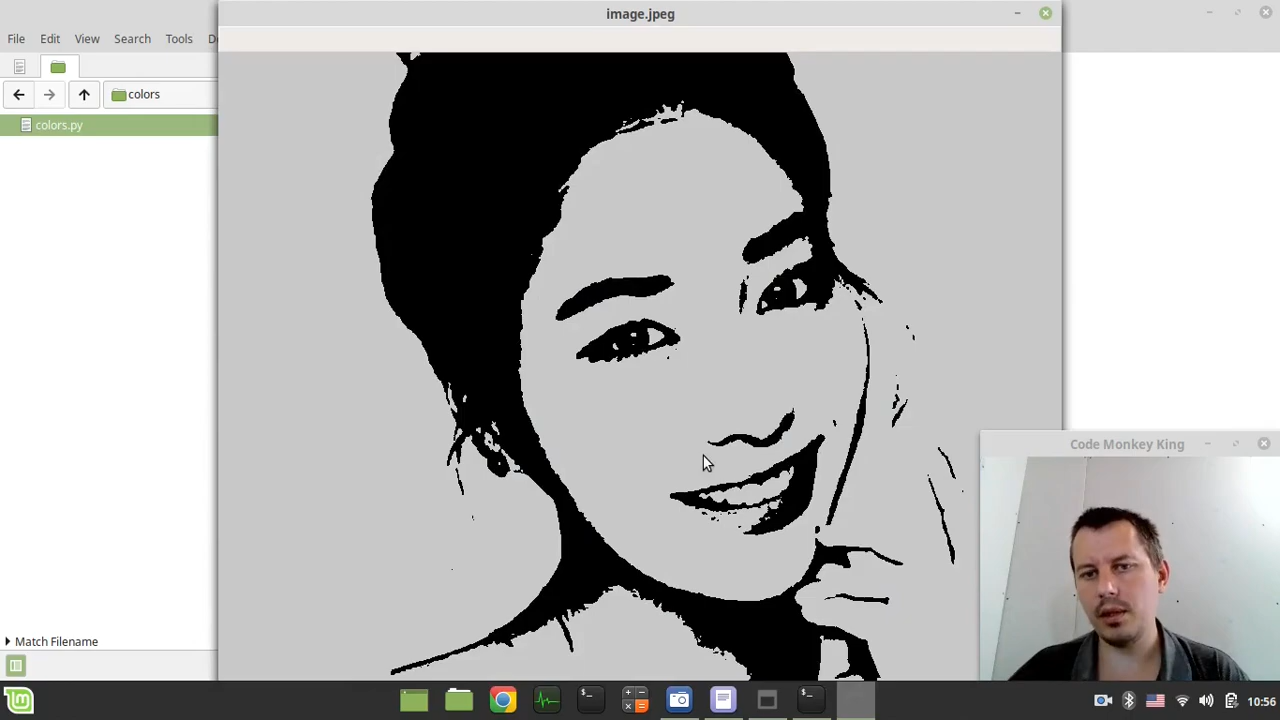 image.jpeg
File Edit View Search Tools D
colors
colors.py
Code Monkey King
Match Filename
10:56